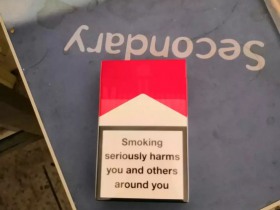 Secondary
Smoking
seriously harms
you and others
around you